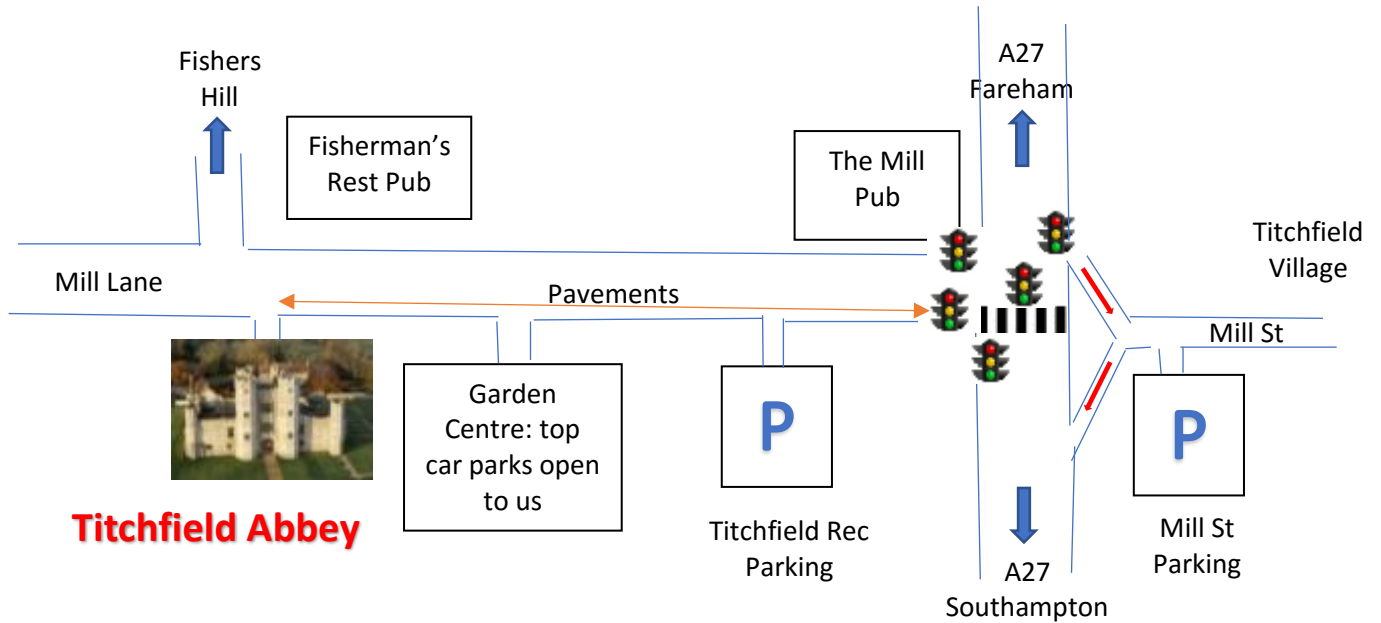 Fishers
Hill
Fisherman’s
Rest Pub
The Mill
Pub
A27
Fareham
Titchfield
Village
Mill Lane
Pavements
Mill St
Titchfield Abbey
Garden
Centre: top
car parks open
to us
P
Titchfield Rec
Parking
A27
Southampton
P
Mill St
Parking